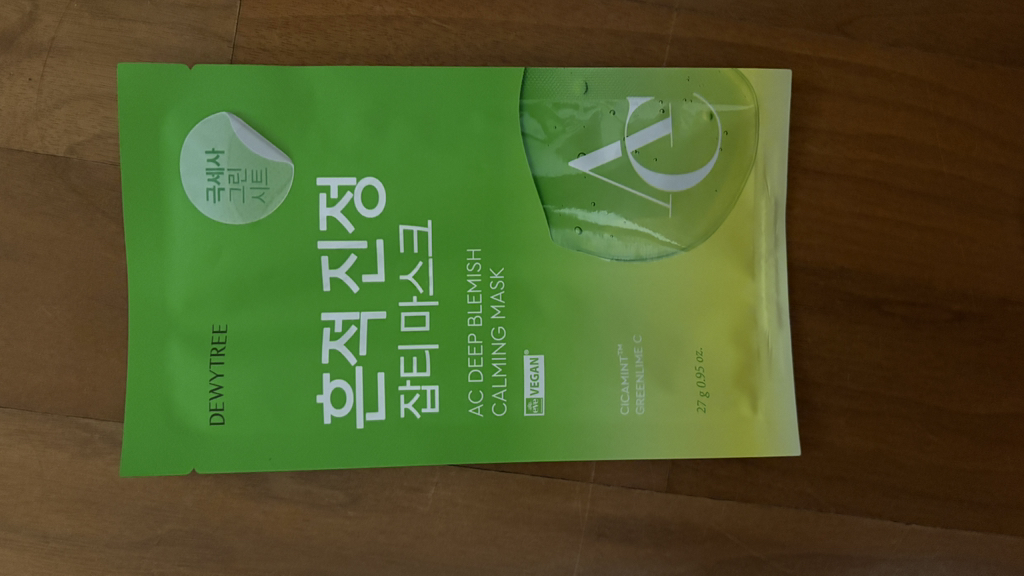 DEWYTREE
극세사
그린
시트
흔적 진정
잡티 마스크
AC DEEP BLEMISH
CALMING MASK
VEGAN
CICAMINT™
GREENLIME C
27 g 0.95 oz.
AC